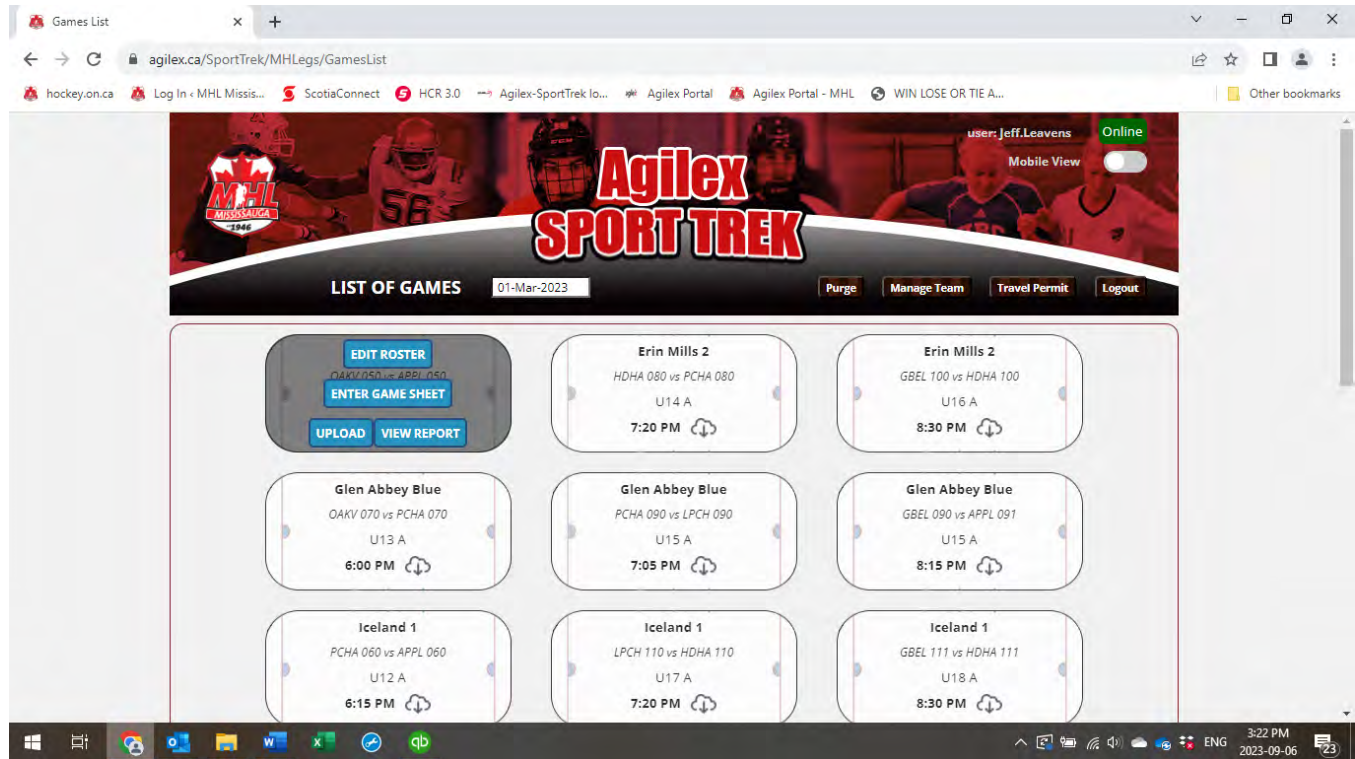 Games List
agilex.ca/SportTrek/MHLegs/GamesList
hockey.on.ca Log In ‹ MHL Missis... ScotiaConnect HCR 3.0 Agilex-SportTrek lo... Agilex Portal Agilex Portal - MHL WIN LOSE OR TIE A... Other bookmarks
user: Jeff.Leavens Online
Mobile View
MHL
MISSISSAUGA
1946
56
Agilex
SPORT TREK
LIST OF GAMES 01-Mar-2023 Purge Manage Team Travel Permit Logout
EDIT ROSTER
OAKV 050 vs APPL 050
ENTER GAME SHEET
UPLOAD VIEW REPORT
Erin Mills 2
HDHA 080 vs PCHA 080
U14 A
7:20 PM
Erin Mills 2
GBEL 100 vs HDHA 100
U16 A
8:30 PM
Glen Abbey Blue
OAKV 070 vs PCHA 070
U13 A
6:00 PM
Glen Abbey Blue
PCHA 090 vs LPCH 090
U15 A
7:05 PM
Glen Abbey Blue
GBEL 090 vs APPL 091
U15 A
8:15 PM
Iceland 1
PCHA 060 vs APPL 060
U12 A
6:15 PM
Iceland 1
LPCH 110 vs HDHA 110
U17 A
7:20 PM
Iceland 1
GBEL 111 vs HDHA 111
U18 A
8:30 PM
ENG
3:22 PM
2023-09-06
23